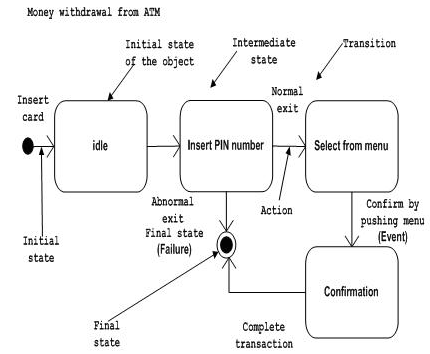 Money withdrawal from ATM
Initial state
of the object
Intermediate
state
Transition
Insert
card
Normal
exit
idle
Insert PIN number
Select from menu
Initial
state
Abnormal
exit
Final state
(Failure)
Action
Confirm by
pushing menu
(Event)
Confirmation
Final
state
Complete
transaction